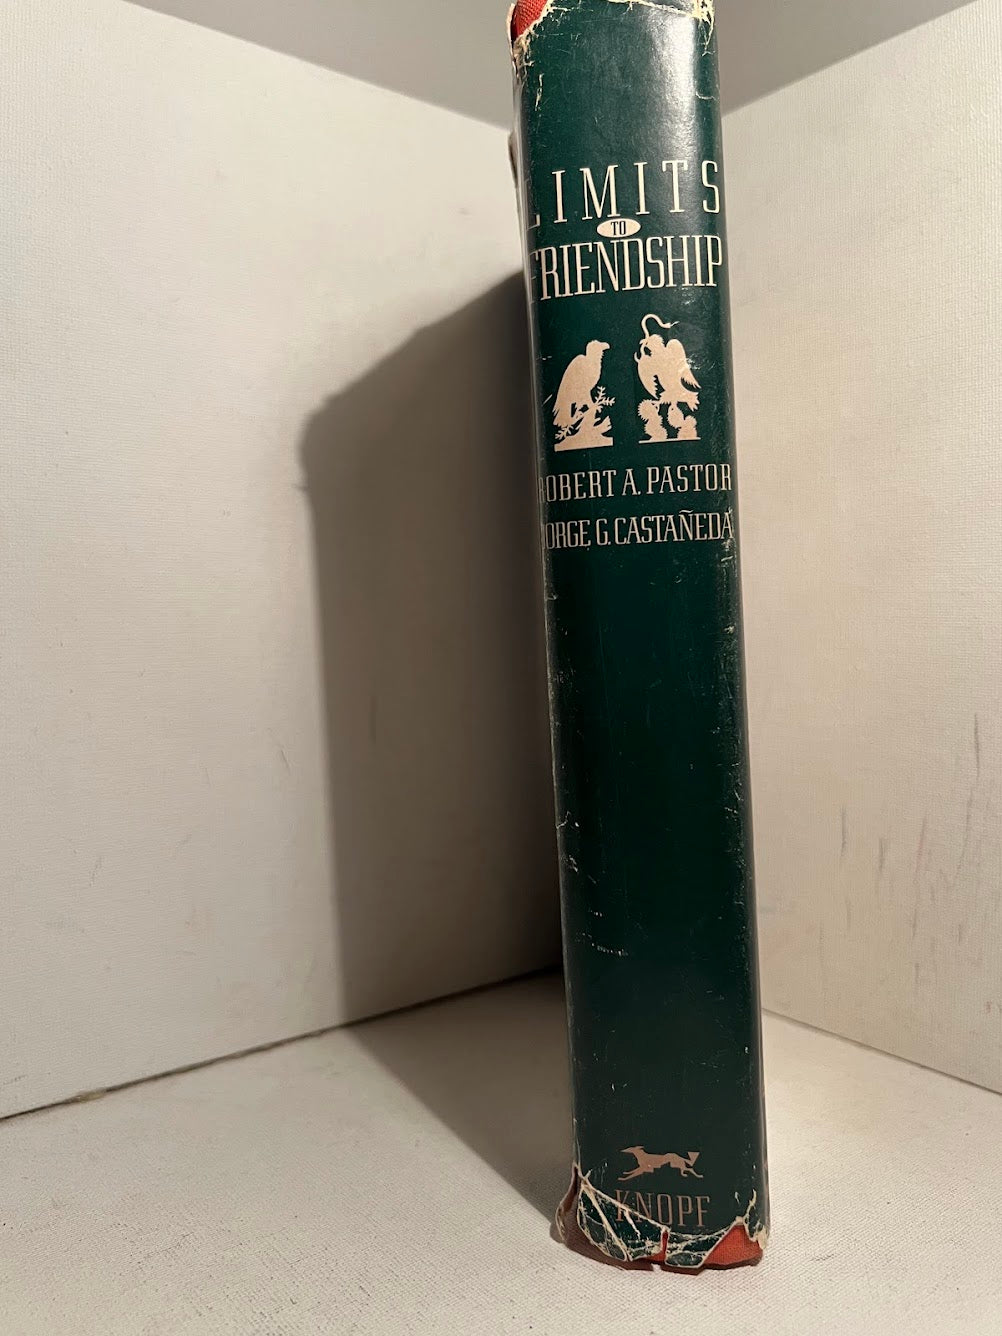 LIMITS
TO
FRIENDSHIP
ROBERT A. PASTOR
JORGE G. CASTAÑEDA
KNOPF